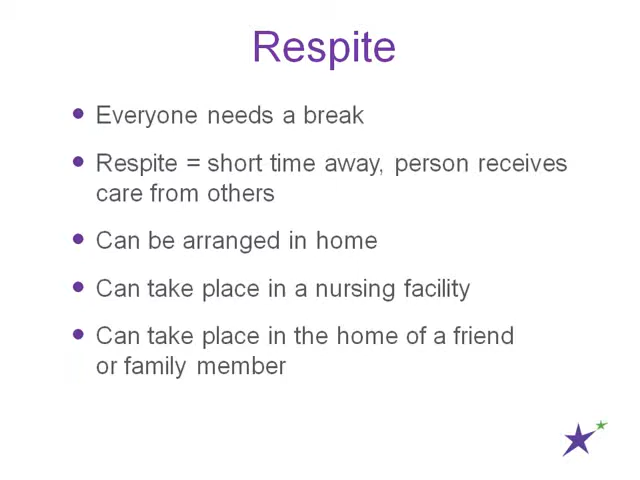 Respite
• Everyone needs a break
• Respite = short time away, person receives
care from others
• Can be arranged in home
• Can take place in a nursing facility
• Can take place in the home of a friend
or family member